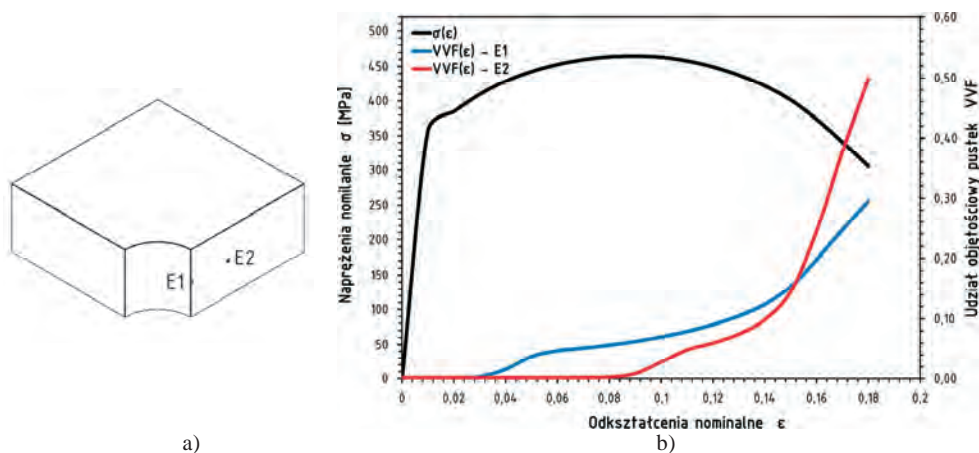 E1
E2
a)
σ(ε)
VVF(ε) - E1
VVF(ε) - E2
Naprężenia nomilanle σ [MPa]
500
450
400
350
300
250
200
150
100
50
0
0,60
0,50
0,40
0,30
0,20
0,10
0,00
Udział objętościowy pustek VVF
0
0,02
0,04
0,06
0,08
0,1
0,12
0,14
0,16
0,18
0,2
Odkształcenia nominalne ε
b)